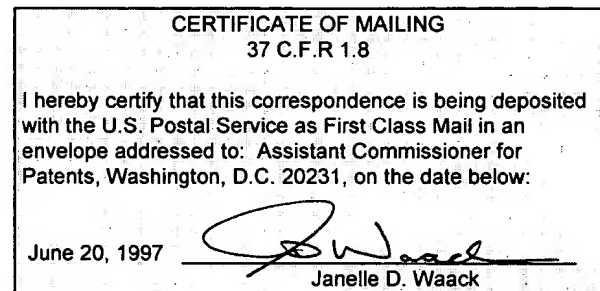 CERTIFICATE OF MAILING
37 C.F.R 1.8
I hereby certify that this correspondence is being deposited
with the U.S. Postal Service as First Class Mail in an
envelope addressed to: Assistant Commissioner for
Patents, Washington, D.C. 20231, on the date below:
June 20, 1997
Janelle D. Waack